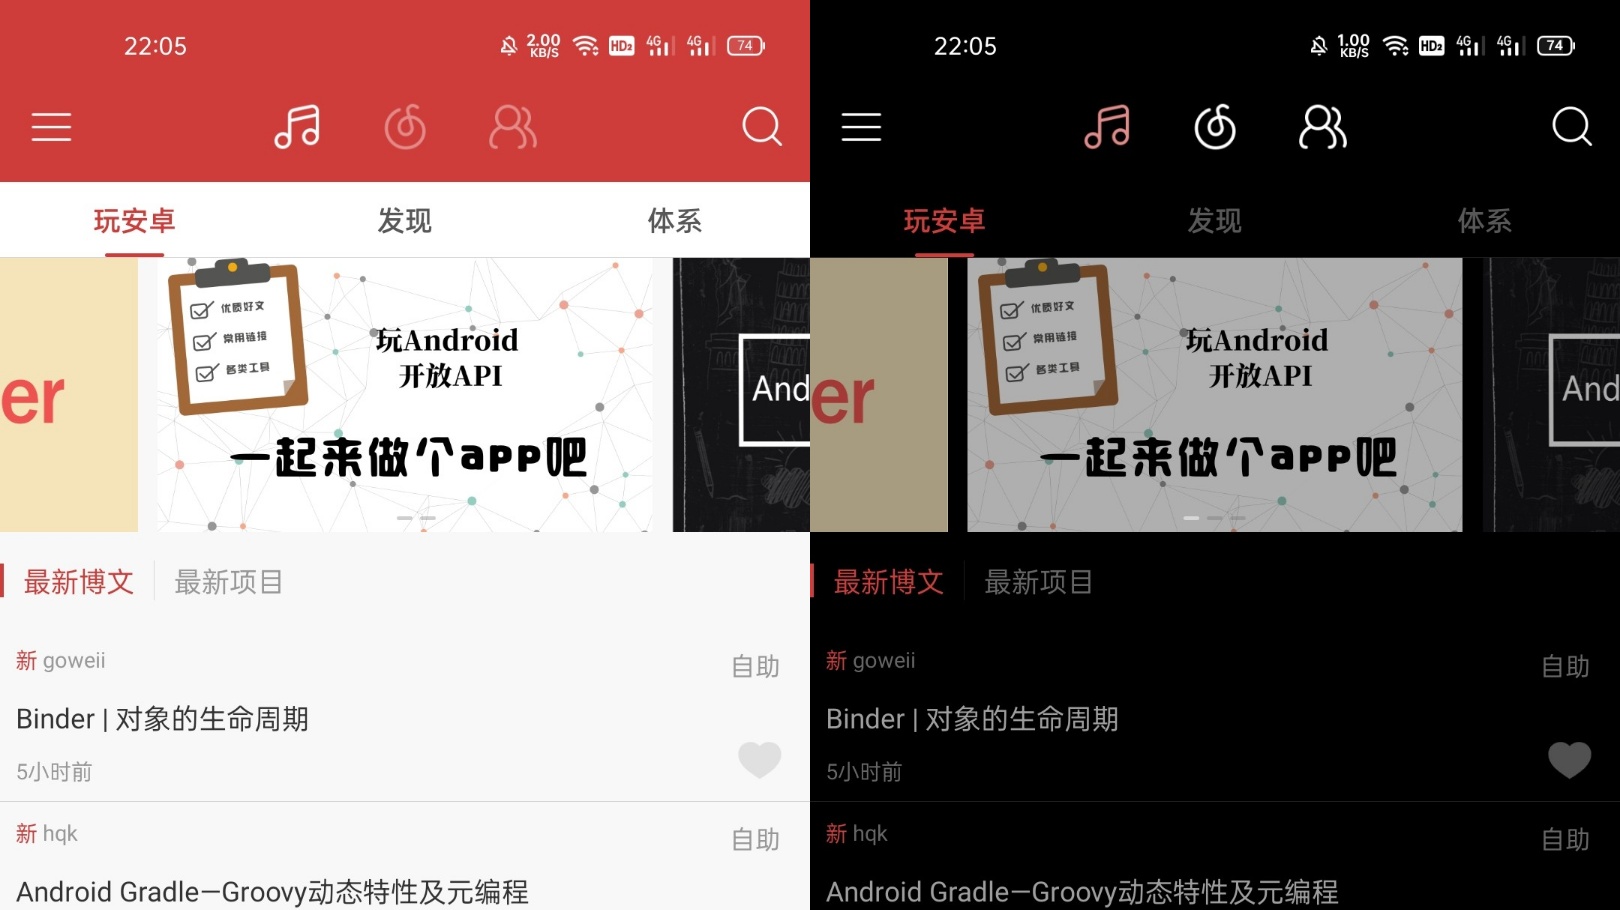 22:05
2.00
KB/S
HD2
4G
4G
74
玩安卓
发现
体系
er
优质好文
常用链接
各类工具
玩Android
开放API
一起来做个app吧
And
最新博文
最新项目
新 goweii
自助
Binder | 对象的生命周期
5小时前
新 hqk
自助
Android Gradle—Groovy动态特性及元编程
22:05
1.00
KB/S
HD2
4G
4G
74
玩安卓
发现
体系
er
优质好文
常用链接
各类工具
玩Android
开放API
一起来做个app吧
And
最新博文
最新项目
新 goweii
自助
Binder | 对象的生命周期
5小时前
新 hqk
自助
Android Gradle—Groovy动态特性及元编程